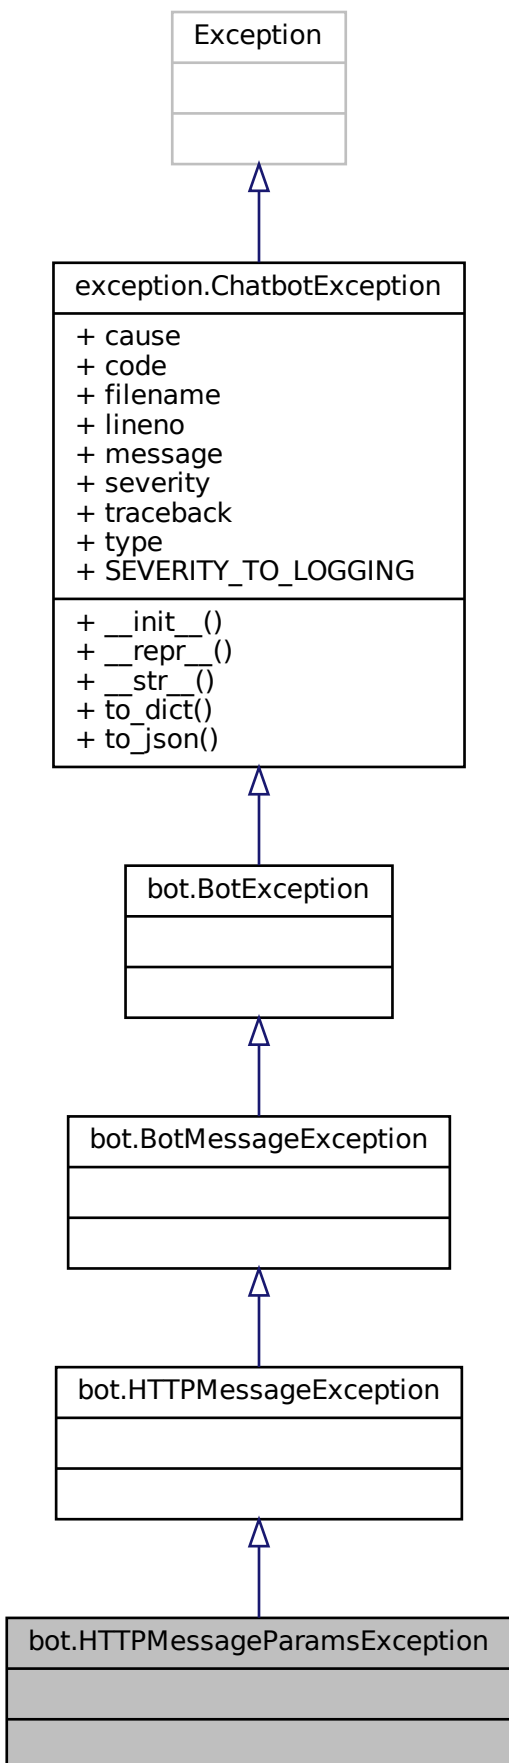 Exception
exception.ChatbotException
+ cause
+ code
+ filename
+ lineno
+ message
+ severity
+ traceback
+ type
+ SEVERITY_TO_LOGGING
+ __init__()
+ __repr__()
+ __str__()
+ to_dict()
+ to_json()
bot.BotException
bot.BotMessageException
bot.HTTPMessageException
bot.HTTPMessageParamsException